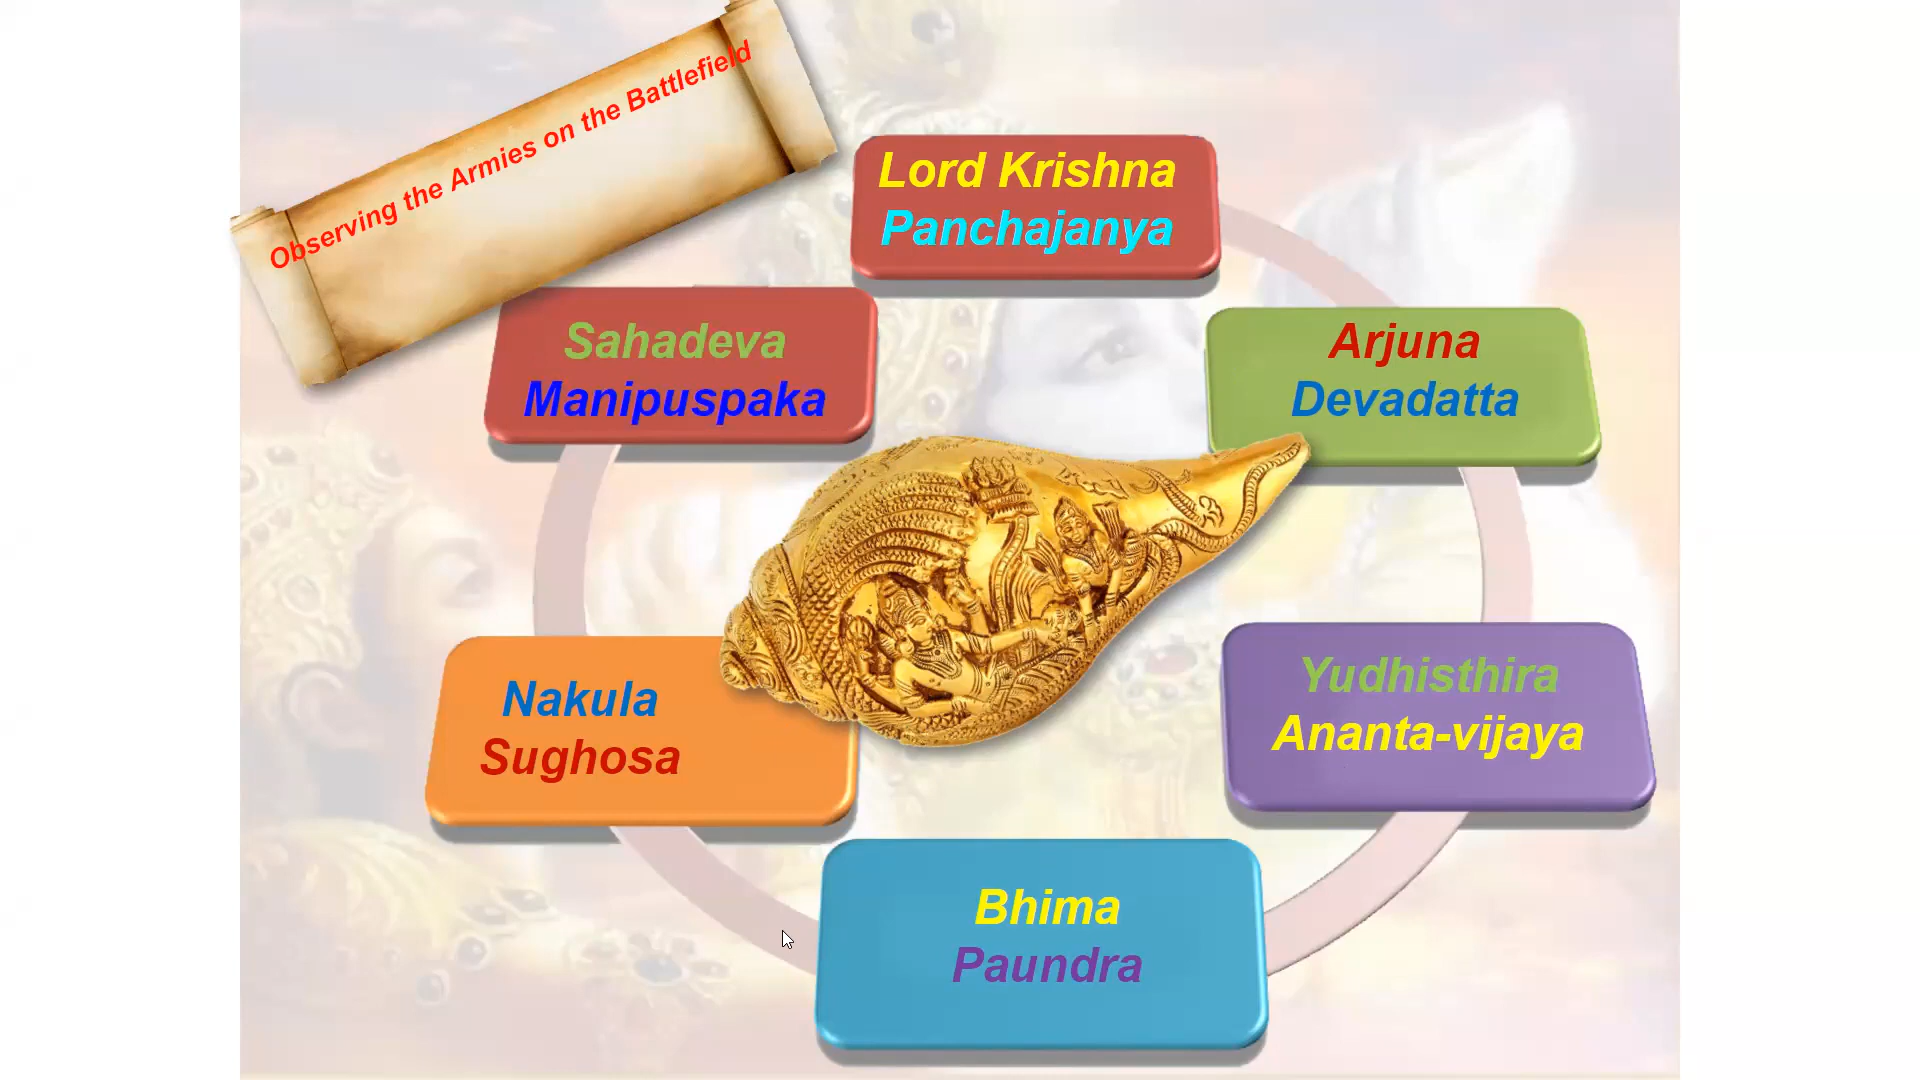 Observing the Armies on the Battlefield
Lord Krishna
Panchajanya
Sahadeva
Manipuspaka
Arjuna
Devadatta
Nakula
Sughosa
Yudhisthira
Ananta-vijaya
Bhima
Paundra